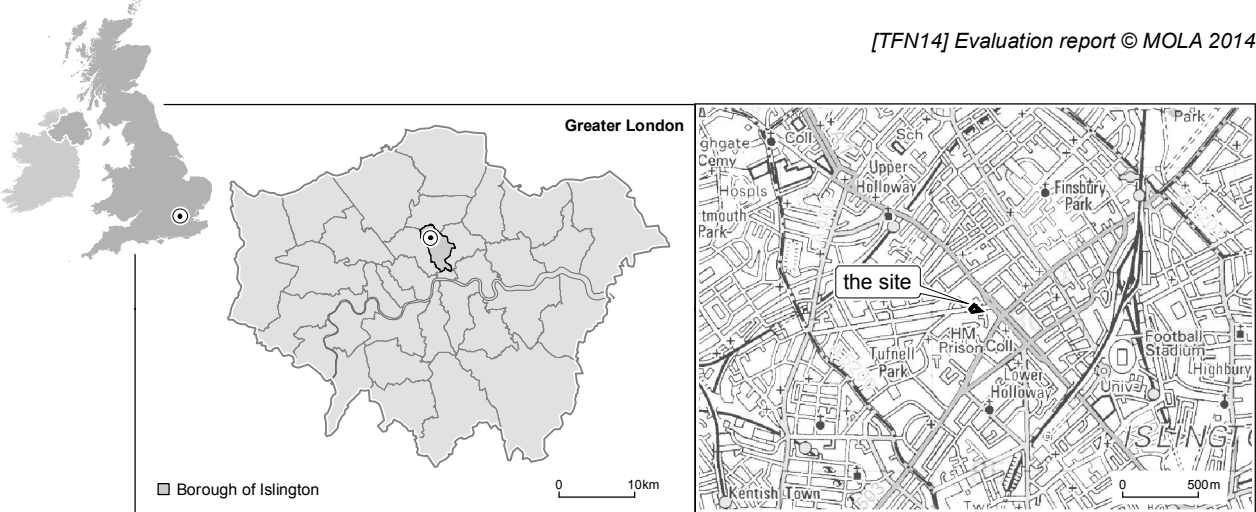 [TFN14] Evaluation report © MOLA 2014
Greater London
Borough of Islington
0 10km
Park
Coll
Sch
ghgate
Cemy
Upper
Holloway
Hospls
Finsbury
Park
tmouth
Park
the site
HM
Prison Coll
Football
Stadium
Tufnell
Park
Highbury
Lower
Holloway
Univ
ISLINGT
Kentish Town
0 500m